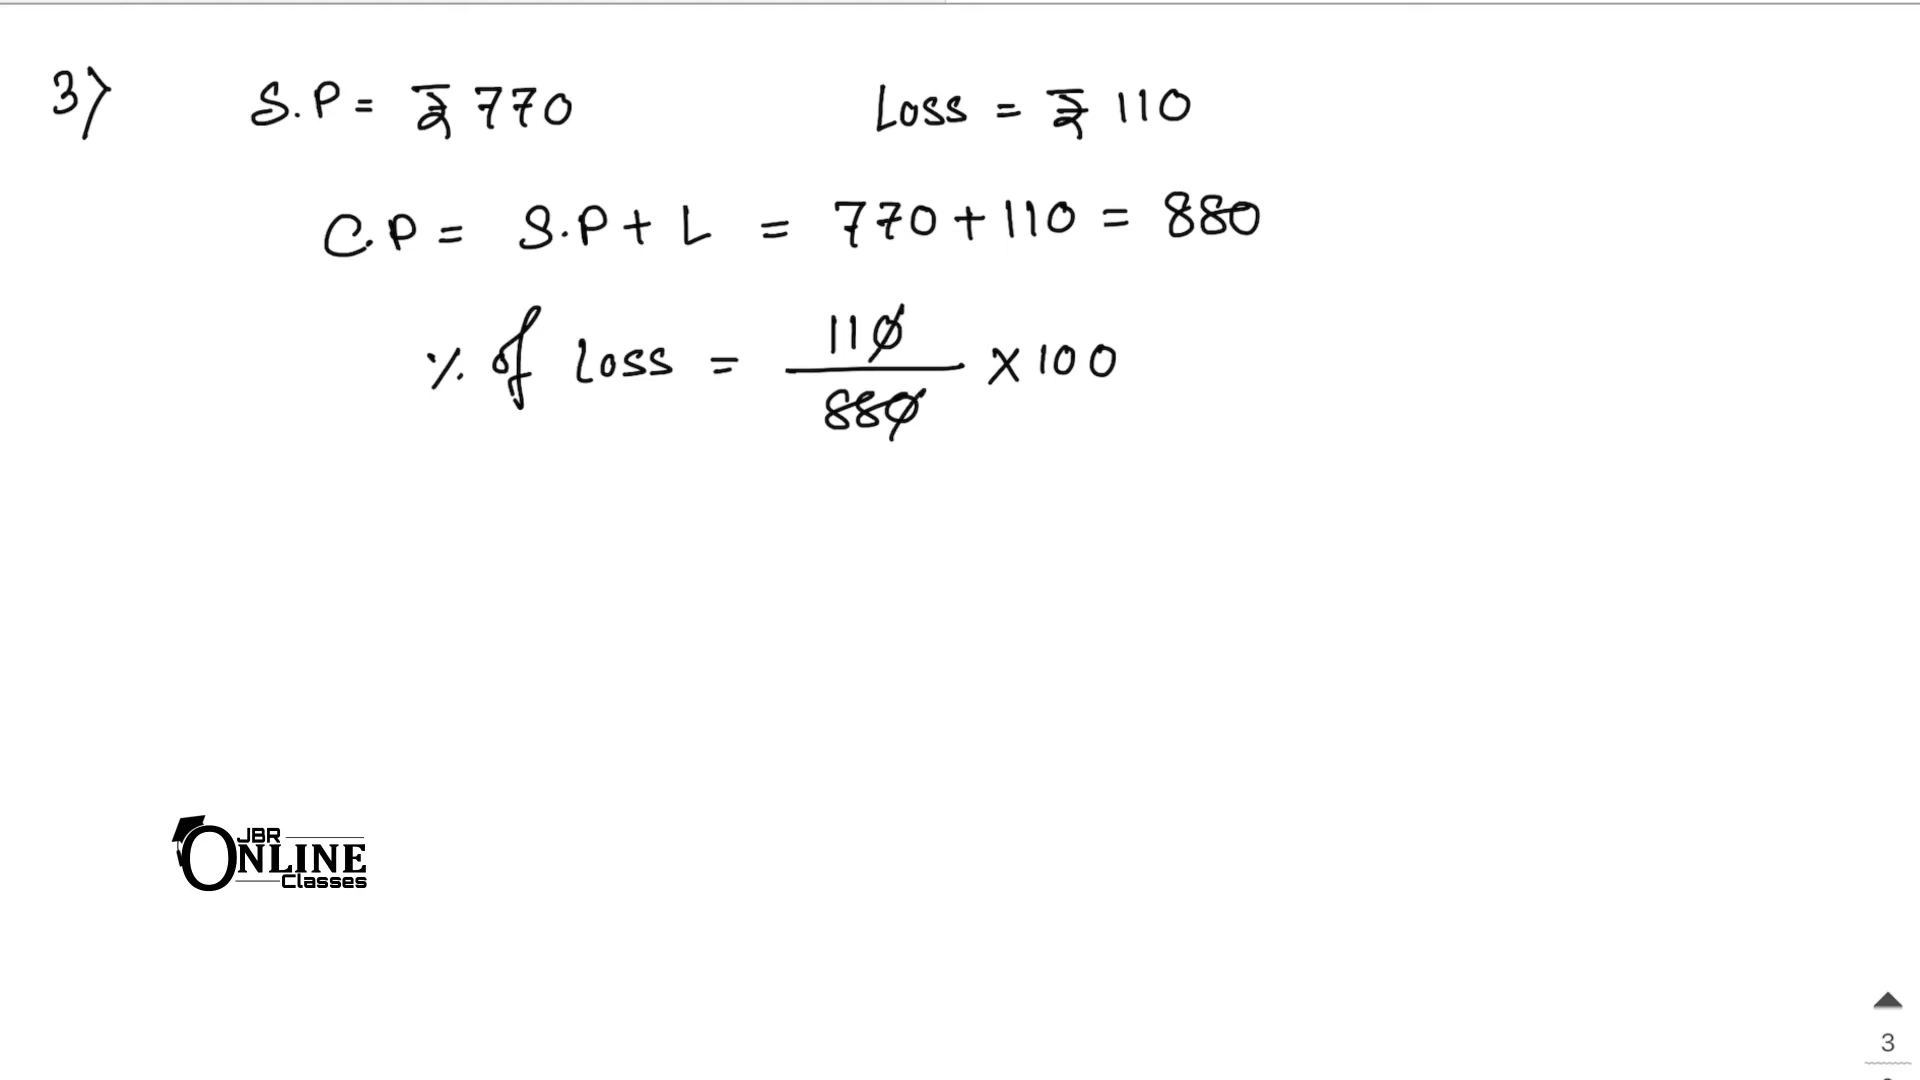 3) S.P = ₹ 770 Loss = ₹ 110
C.P = S.P + L = 770 + 110 = 880
% of Loss = 110/880 × 100
JBR
ONLINE
Classes
3